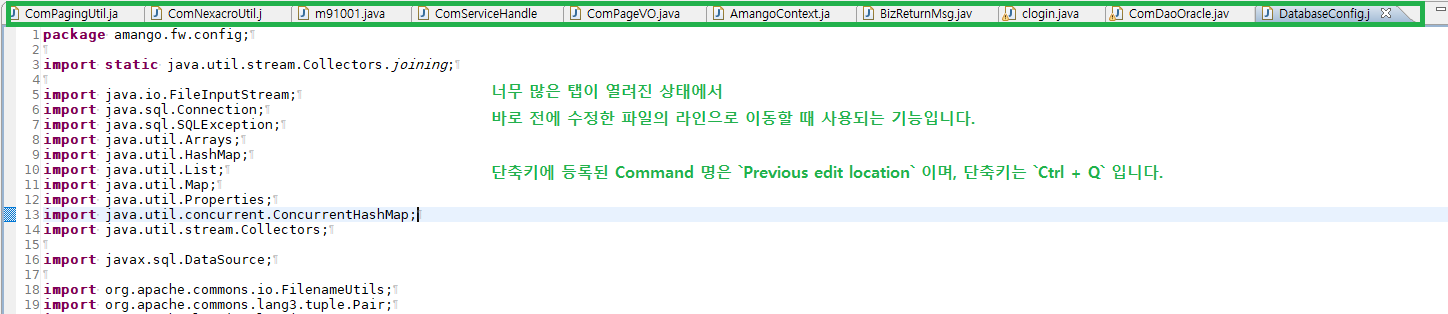 ComPagingUtil.ja ComNexacroUtil.j m91001.java ComServiceHandle ComPageVO.java AmangoContext.ja BizReturnMsg.jav clogin.java ComDaoOracle.jav DatabaseConfig.j
1 package amango.fw.config;¶
2 ¶
3 import static java.util.stream.Collectors.joining;¶
4 ¶
5 import java.io.FileInputStream;¶
너무 많은 탭이 열려진 상태에서
6 import java.sql.Connection;¶
7 import java.sql.SQLException;¶
바로 전에 수정한 파일의 라인으로 이동할 때 사용되는 기능입니다.
8 import java.util.Arrays;¶
9 import java.util.HashMap;¶
10 import java.util.List;¶
단축키에 등록된 Command 명은 `Previous edit location` 이며, 단축키는 `Ctrl + Q` 입니다.
11 import java.util.Map;¶
12 import java.util.Properties;¶
13 import java.util.concurrent.ConcurrentHashMap;¶
14 import java.util.stream.Collectors;¶
15 ¶
16 import javax.sql.DataSource;¶
17 ¶
18 import org.apache.commons.io.FilenameUtils;¶
19 import org.apache.commons.lang3.tuple.Pair;¶